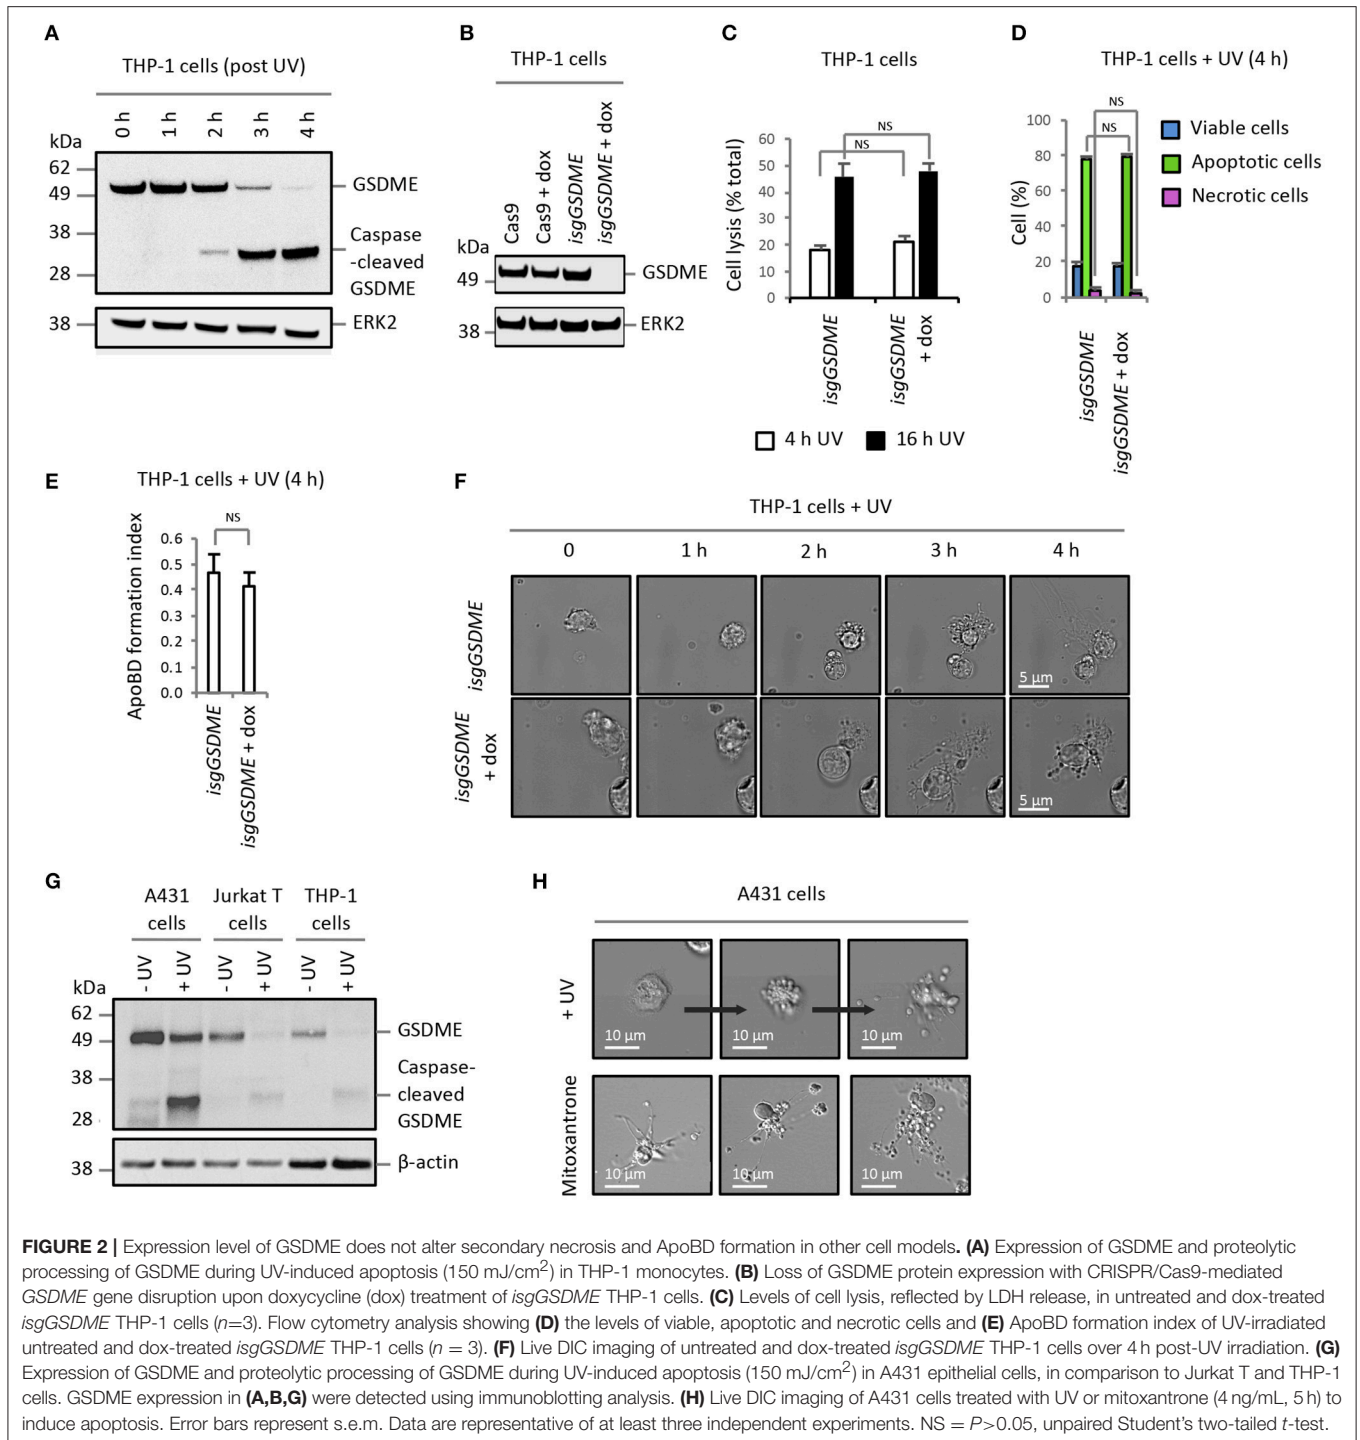 A
THP-1 cells (post UV)
0 h
1 h
2 h
3 h
4 h
kDa
62
49
38
28
38
GSDME
Caspase
-cleaved
GSDME
ERK2
B
THP-1 cells
Cas9
Cas9 + dox
isgGSDME
isgGSDME + dox
kDa
49
38
GSDME
ERK2
C
THP-1 cells
Cell lysis (% total)
60
50
40
30
20
10
0
NS
NS
isgGSDME
isgGSDME
+ dox
4 h UV
16 h UV
D
THP-1 cells + UV (4 h)
Cell (%)
100
80
60
40
20
0
NS
NS
Viable cells
Apoptotic cells
Necrotic cells
isgGSDME
isgGSDME + dox
E
THP-1 cells + UV (4 h)
ApoBD formation index
0.6
0.5
0.4
0.3
0.2
0.1
0.0
NS
isgGSDME
isgGSDME + dox
F
THP-1 cells + UV
0
1 h
2 h
3 h
4 h
isgGSDME
5 µm
isgGSDME
+ dox
5 µm
G
A431
cells
Jurkat T
cells
THP-1
cells
- UV
+ UV
- UV
+ UV
- UV
+ UV
kDa
62
49
38
28
38
GSDME
Caspase-
cleaved
GSDME
β-actin
H
A431 cells
+ UV
10 µm
10 µm
10 µm
Mitoxantrone
10 µm
10 µm
10 µm
FIGURE 2 | Expression level of GSDME does not alter secondary necrosis and ApoBD formation in other cell models. (A) Expression of GSDME and proteolytic
processing of GSDME during UV-induced apoptosis (150 mJ/cm²) in THP-1 monocytes. (B) Loss of GSDME protein expression with CRISPR/Cas9-mediated
GSDME gene disruption upon doxycycline (dox) treatment of isgGSDME THP-1 cells. (C) Levels of cell lysis, reflected by LDH release, in untreated and dox-treated
isgGSDME THP-1 cells (n=3). Flow cytometry analysis showing (D) the levels of viable, apoptotic and necrotic cells and (E) ApoBD formation index of UV-irradiated
untreated and dox-treated isgGSDME THP-1 cells (n = 3). (F) Live DIC imaging of untreated and dox-treated isgGSDME THP-1 cells over 4 h post-UV irradiation. (G)
Expression of GSDME and proteolytic processing of GSDME during UV-induced apoptosis (150 mJ/cm²) in A431 epithelial cells, in comparison to Jurkat T and THP-1
cells. GSDME expression in (A,B,G) were detected using immunoblotting analysis. (H) Live DIC imaging of A431 cells treated with UV or mitoxantrone (4 ng/mL, 5 h) to
induce apoptosis. Error bars represent s.e.m. Data are representative of at least three independent experiments. NS = P>0.05, unpaired Student's two-tailed t-test.